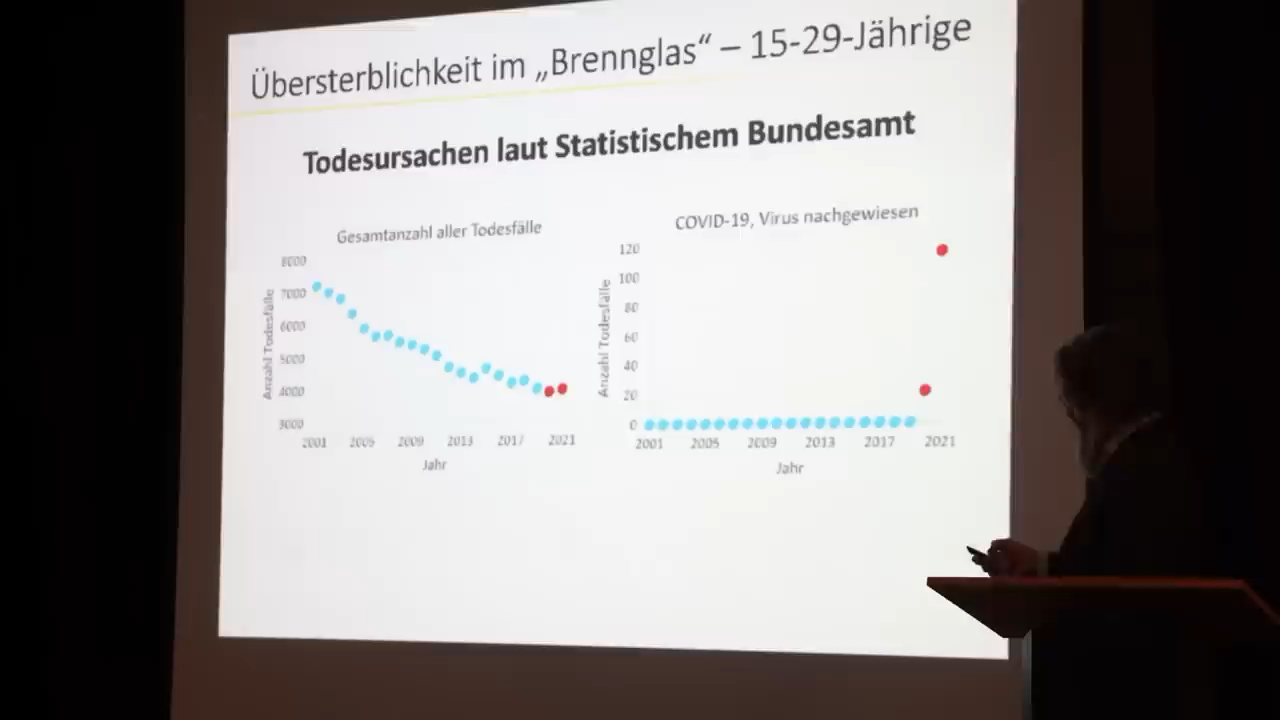 Übersterblichkeit im „Brennglas“ – 15-29-Jährige
Todesursachen laut Statistischem Bundesamt
Gesamtanzahl aller Todesfälle
Anzahl Todesfälle
8000
7000
6000
5000
4000
3000
2001 2005 2009 2013 2017 2021
Jahr
COVID-19, Virus nachgewiesen
Anzahl Todesfälle
120
100
80
60
40
20
0
2001 2005 2009 2013 2017 2021
Jahr